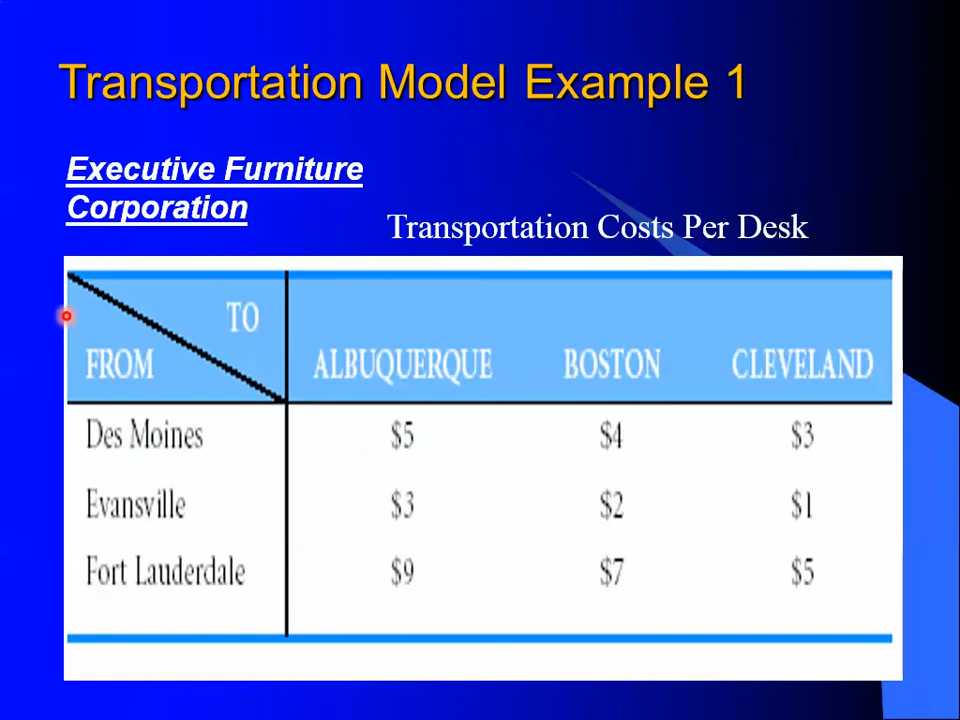 Transportation Model Example 1
Executive Furniture
Corporation
Transportation Costs Per Desk
TO
FROM ALBUQUERQUE BOSTON CLEVELAND
Des Moines $5 $4 $3
Evansville $3 $2 $1
Fort Lauderdale $9 $7 $5